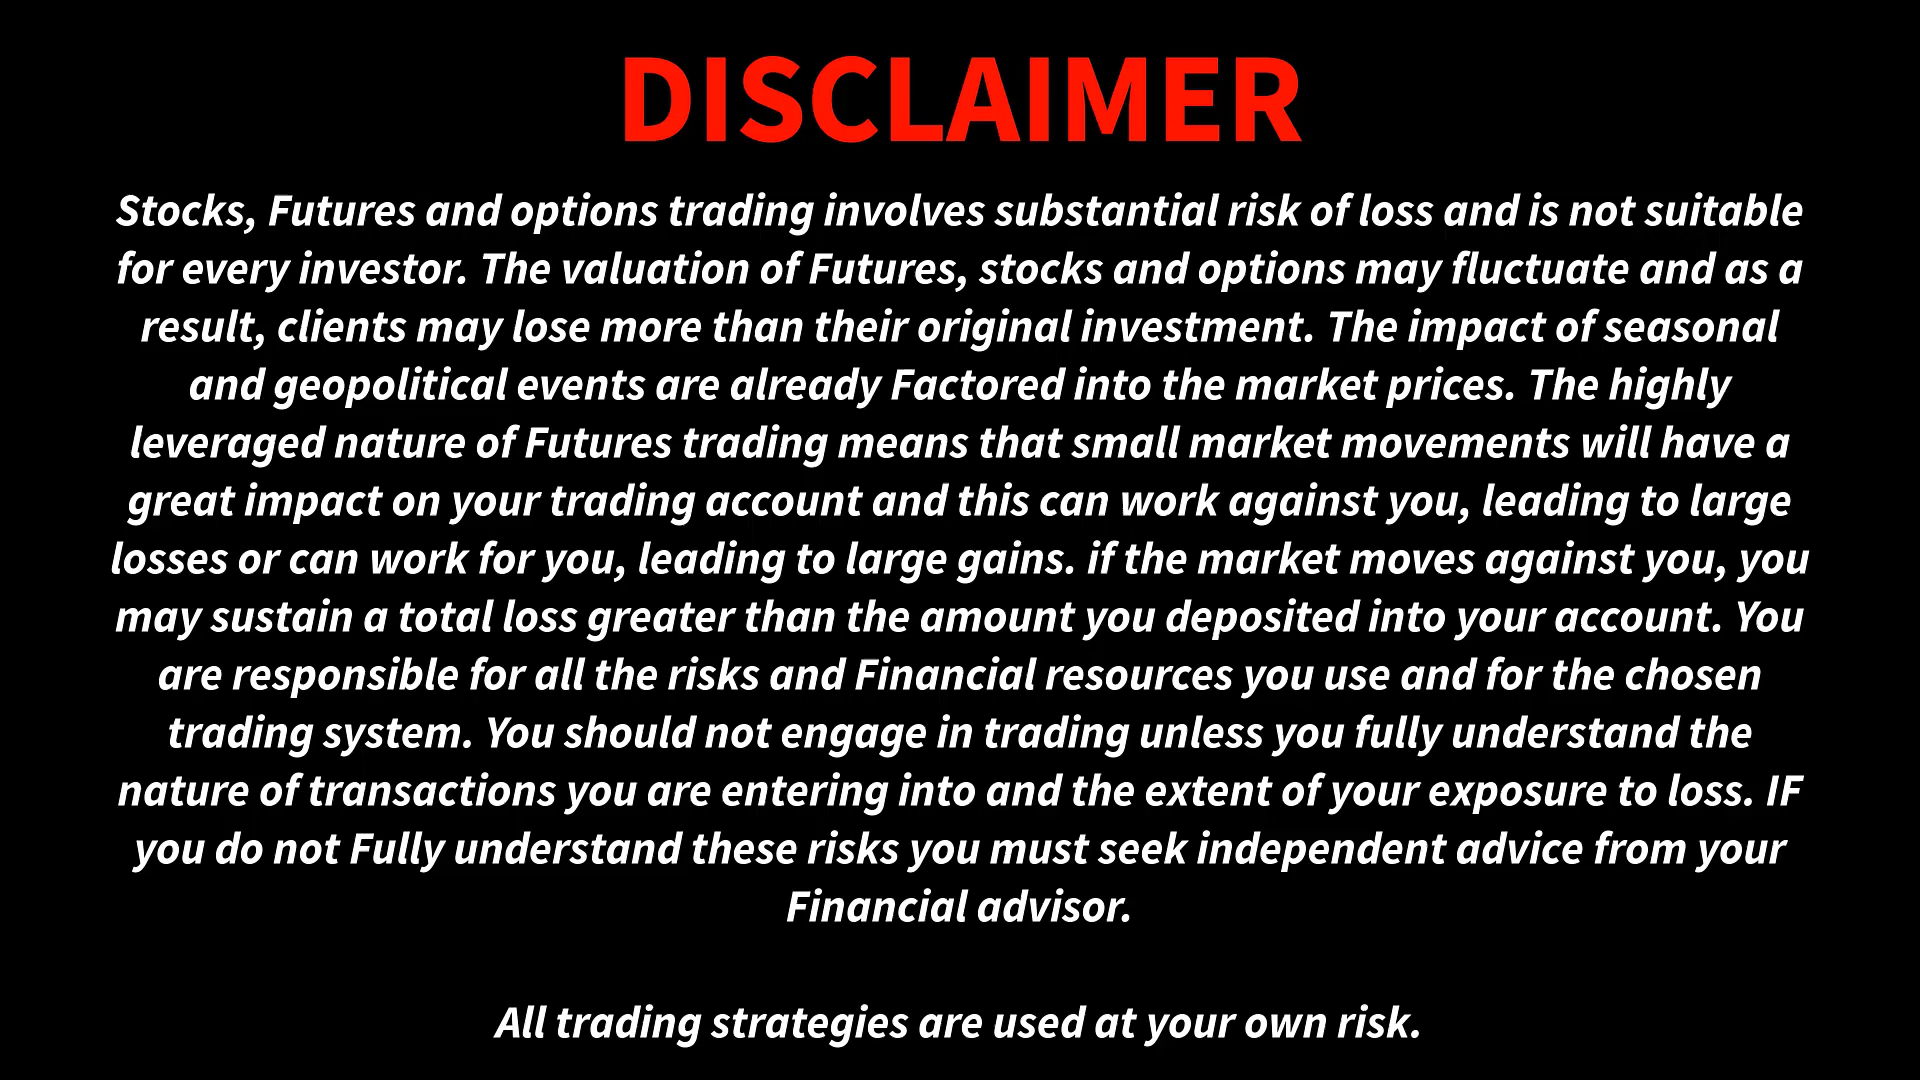 DISCLAIMER
Stocks, Futures and options trading involves substantial risk of loss and is not suitable
for every investor. The valuation of Futures, stocks and options may fluctuate and as a
result, clients may lose more than their original investment. The impact of seasonal
and geopolitical events are already Factored into the market prices. The highly
leveraged nature of Futures trading means that small market movements will have a
great impact on your trading account and this can work against you, leading to large
losses or can work for you, leading to large gains. if the market moves against you, you
may sustain a total loss greater than the amount you deposited into your account. You
are responsible for all the risks and Financial resources you use and for the chosen
trading system. You should not engage in trading unless you fully understand the
nature of transactions you are entering into and the extent of your exposure to loss. IF
you do not Fully understand these risks you must seek independent advice from your
Financial advisor.
All trading strategies are used at your own risk.